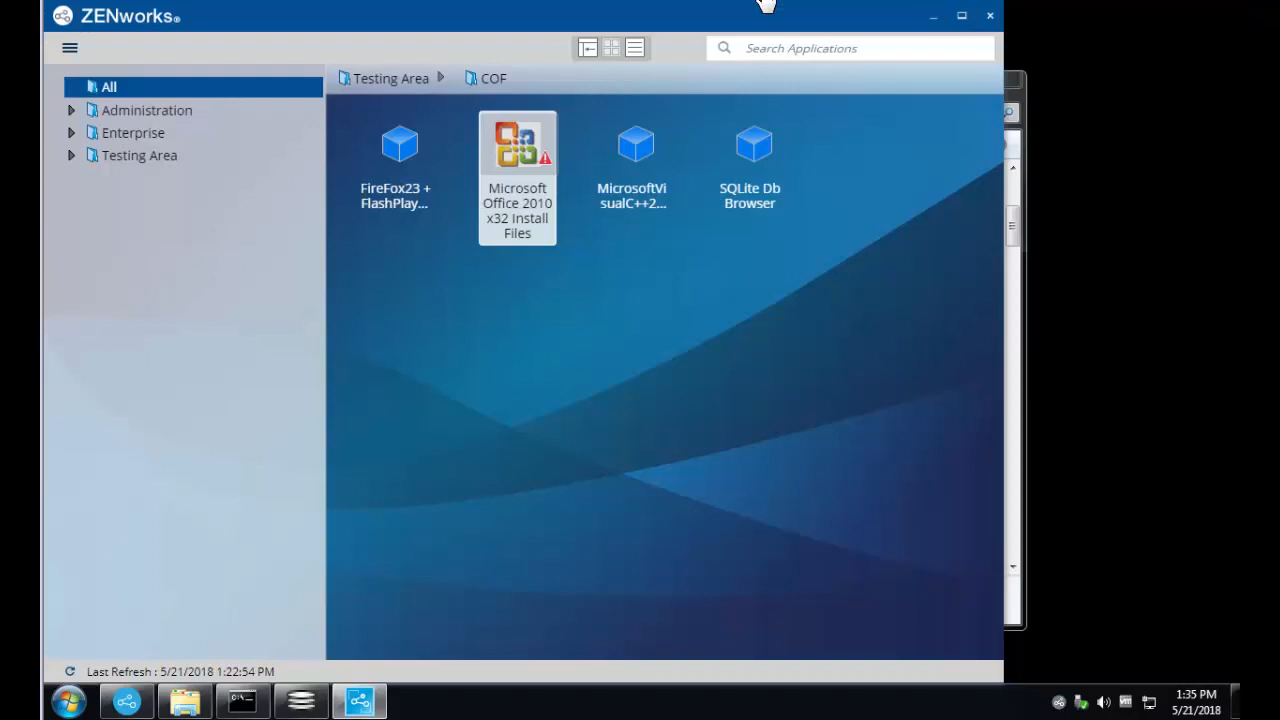 ZENworks®
Search Applications
All
Administration
Enterprise
Testing Area
Testing Area
COF
FireFox23 +
FlashPlay...
Microsoft
Office 2010
x32 Install
Files
MicrosoftVi
sualC++2...
SQLite Db
Browser
Last Refresh : 5/21/2018 1:22:54 PM
1:35 PM
5/21/2018